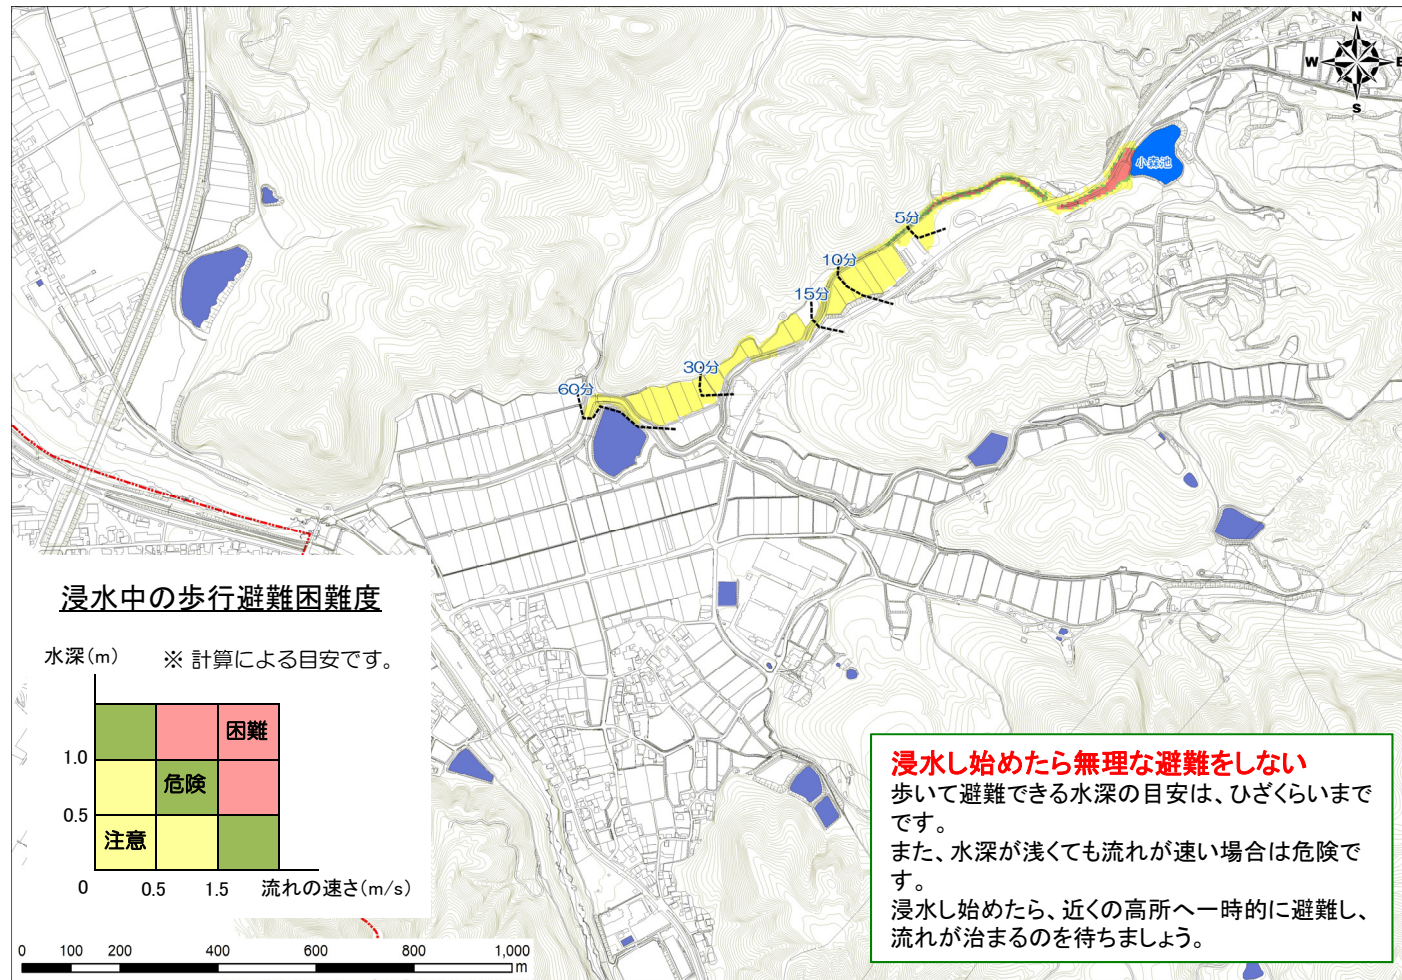 N
W E
S
小森池
5分
10分
15分
30分
60分
浸水中の歩行避難困難度
水深(m) ※ 計算による目安です。
困難
1.0
危険
0.5
注意
0 0.5 1.5 流れの速さ(m/s)
浸水し始めたら無理な避難をしない
歩いて避難できる水深の目安は、ひざくらいまで
です。
また、水深が浅くても流れが速い場合は危険で
す。
浸水し始めたら、近くの高所へ一時的に避難し、
流れが治まるのを待ちましょう。
0 100 200 400 600 800 1,000
m